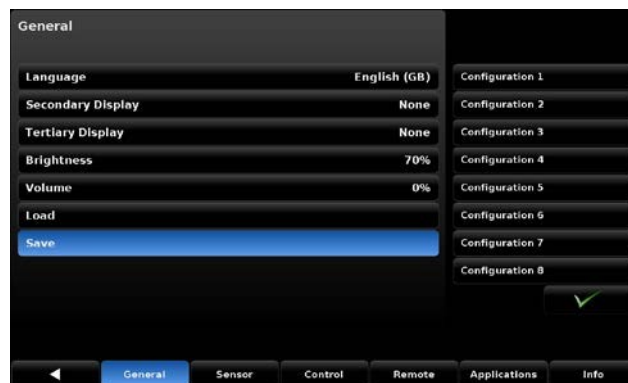 General
Language English (GB)
Secondary Display None
Tertiary Display None
Brightness 70%
Volume 0%
Load
Save
Configuration 1
Configuration 2
Configuration 3
Configuration 4
Configuration 5
Configuration 6
Configuration 7
Configuration 8
General Sensor Control Remote Applications Info